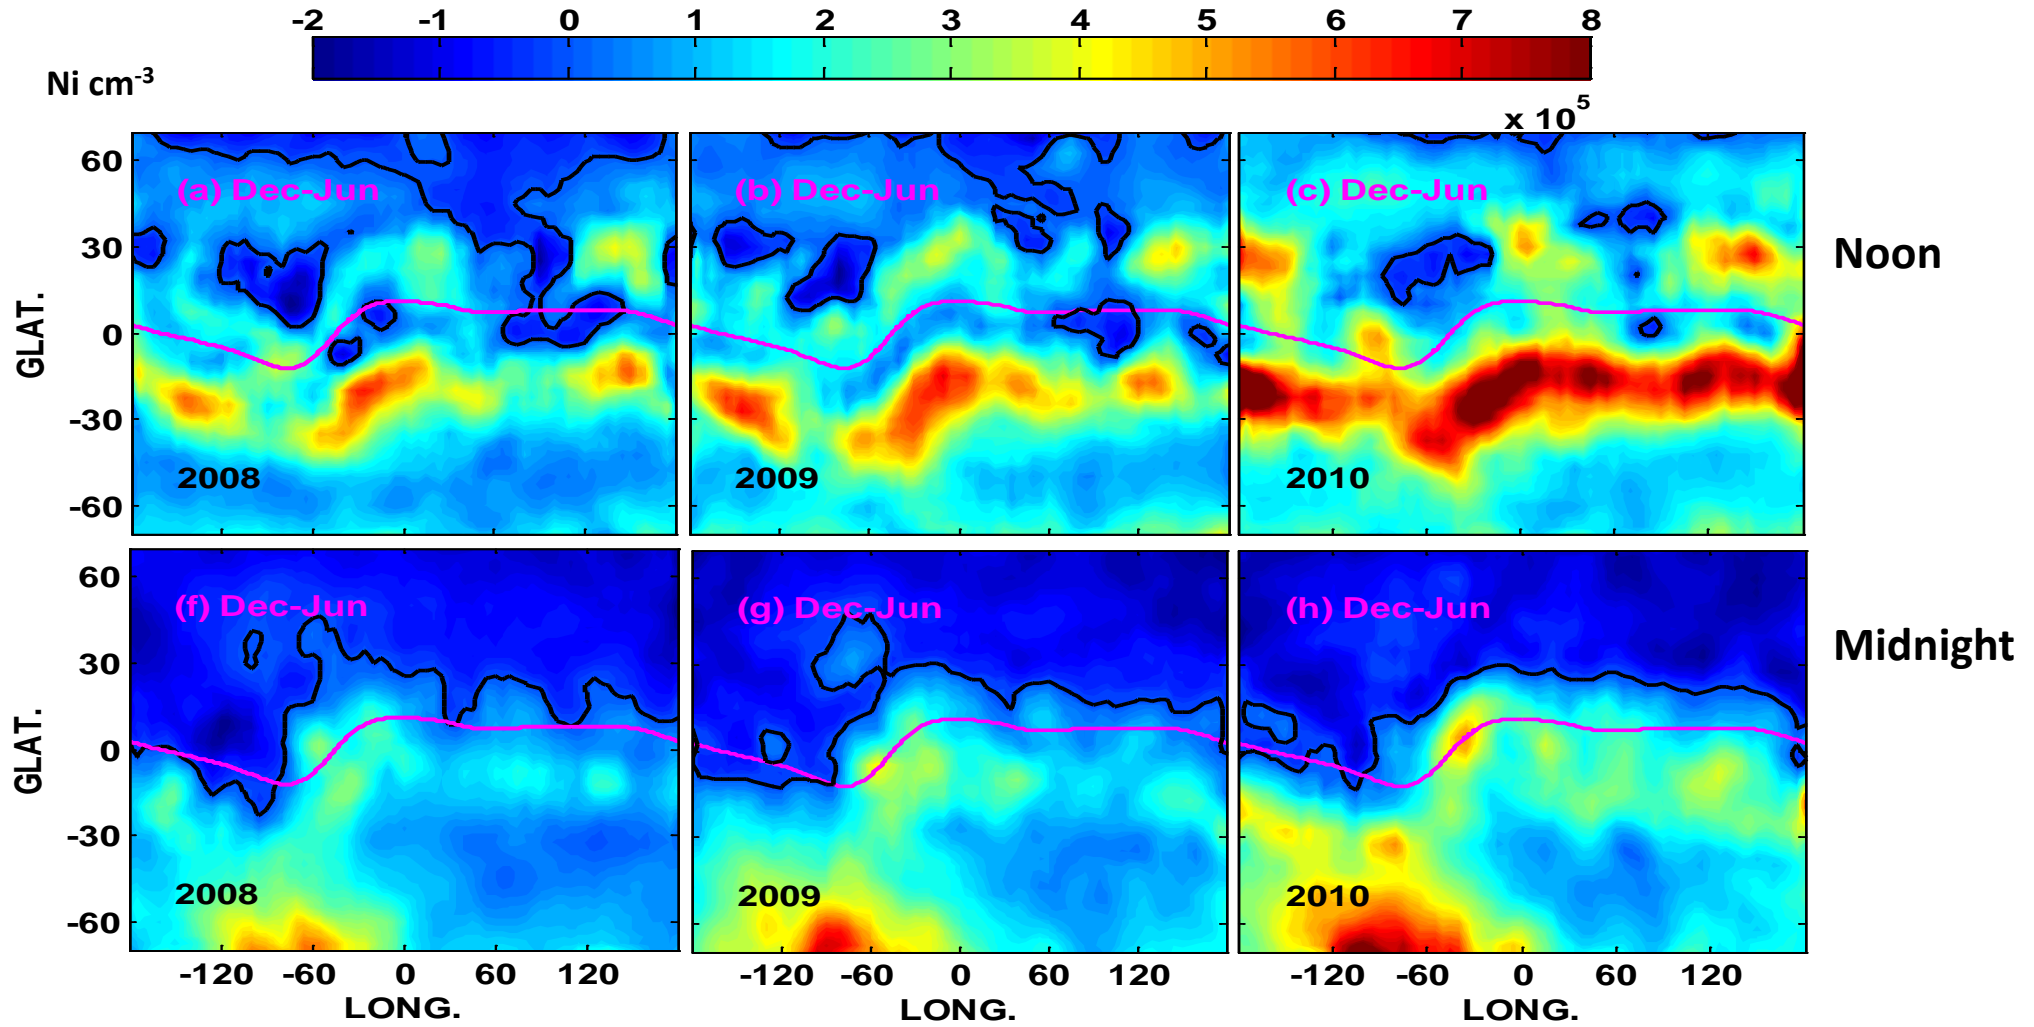 -2 -1 0 1 2 3 4 5 6 7 8
Ni cm-3
x 10^5
60 30 0 -30 -60
GLAT.
(a) Dec-Jun
2008
(b) Dec-Jun
2009
(c) Dec-Jun
2010
Noon
60 30 0 -30 -60
GLAT.
(f) Dec-Jun
2008
(g) Dec-Jun
2009
(h) Dec-Jun
2010
Midnight
-120 -60 0 60 120
-120 -60 0 60 120
-120 -60 0 60 120
LONG.
LONG.
LONG.